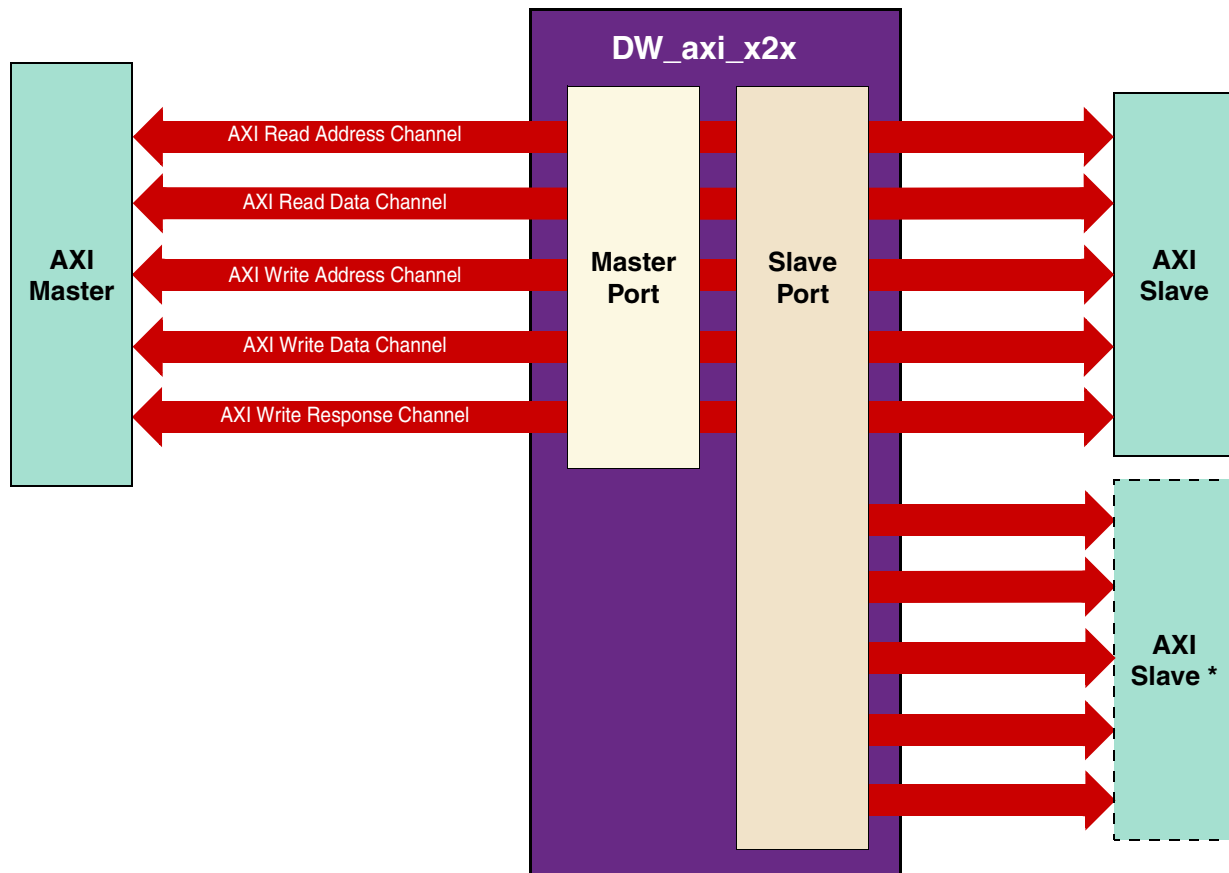 DW_axi_x2x
AXI Read Address Channel
AXI Read Data Channel
AXI Write Address Channel
AXI Write Data Channel
AXI Write Response Channel
AXI
Master
Master
Port
Slave
Port
AXI
Slave
AXI
Slave *